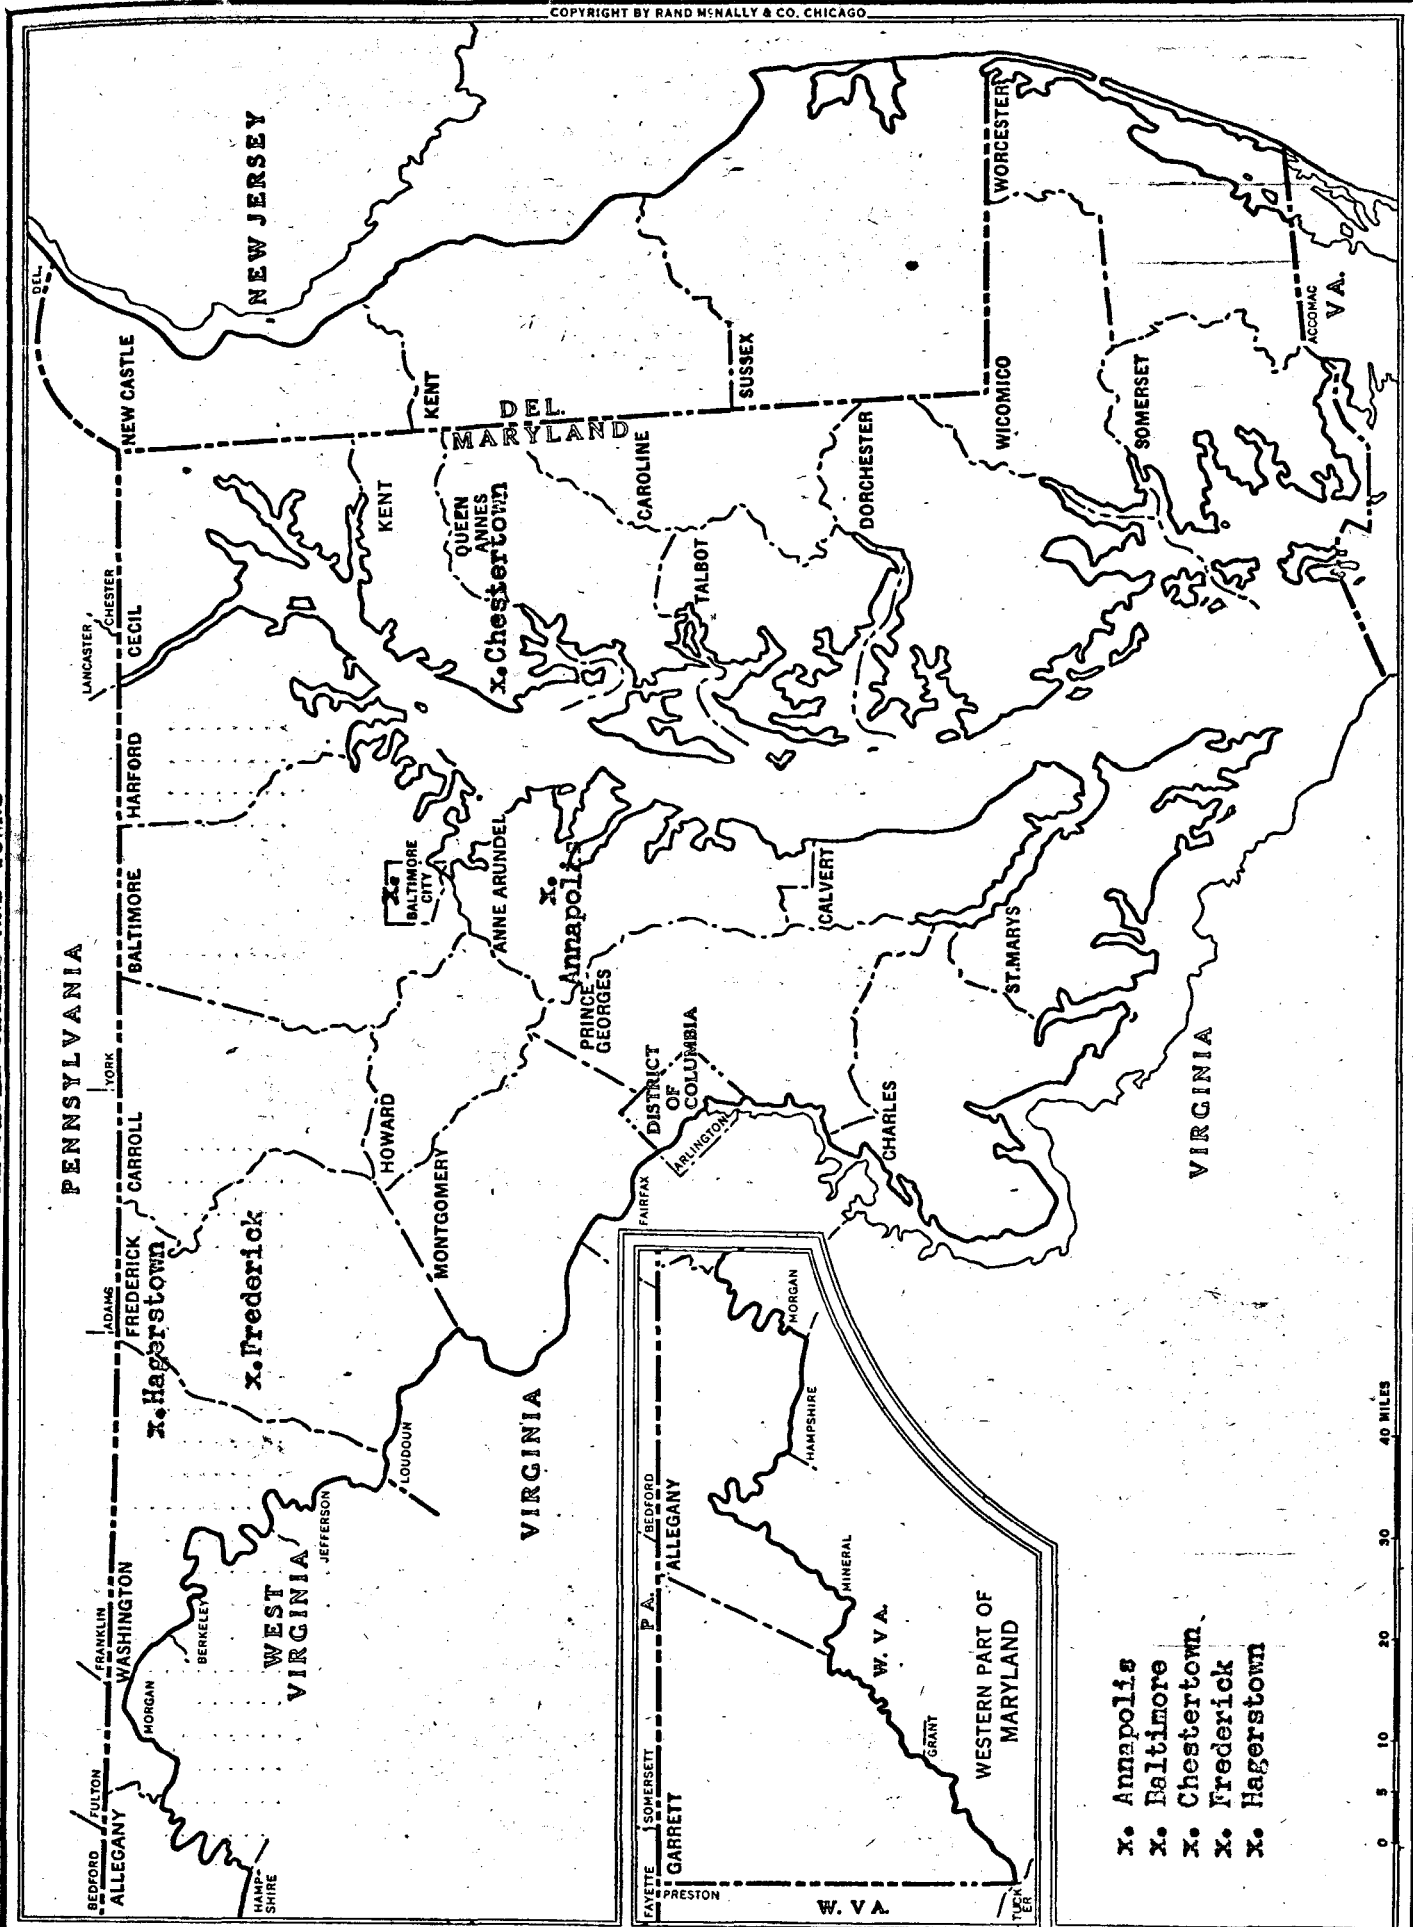 COPYRIGHT BY RAND McNALLY & CO. CHICAGO
PENNSYLVANIA
NEW JERSEY
DEL.
BEDFORD
FULTON
FRANKLIN
ADAMS
YORK
LANCASTER
CHESTER
ALLEGANY
WASHINGTON
FREDERICK
CARROLL
BALTIMORE
HARFORD
CECIL
NEW CASTLE
MORGAN
BERKELEY
HAMP-
SHIRE
WEST
VIRGINIA
JEFFERSON
LOUDOUN
x. Hagerstown
x. Frederick
HOWARD
MONTGOMERY
x.
BALTIMORE
CITY
ANNE ARUNDEL
x.
Annapolis
PRINCE
GEORGES
DISTRICT
OF
COLUMBIA
ARLINGTON
FAIRFAX
VIRGINIA
KENT
QUEEN
ANNES
x. Chestertown
KENT
DEL.
MARYLAND
CAROLINE
TALBOT
SUSSEX
DORCHESTER
CALVERT
CHARLES
ST. MARYS
WICOMICO
WORCESTER
SOMERSET
ACCOMAC
VA.
VIRGINIA
FAYETTE
SOMERSETT
PA.
BEDFORD
GARRETT
ALLEGANY
PRESTON
MORGAN
HAMPSHIRE
MINERAL
W. VA.
GRANT
W. VA.
TUCK
ER
WESTERN PART OF
MARYLAND
x. Annapolis
x. Baltimore
x. Chestertown
x. Frederick
x. Hagerstown
0 5 10 20 30 40 MILES